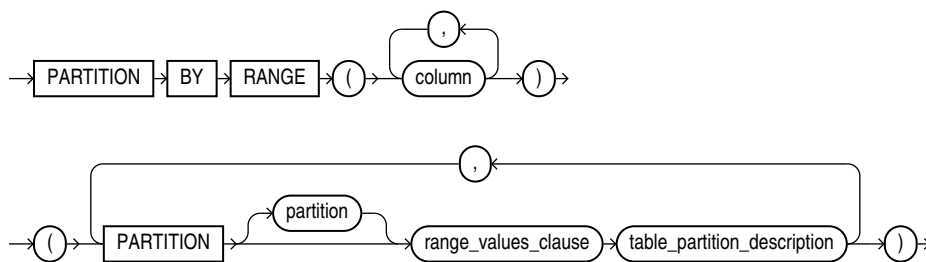 ,
PARTITION BY RANGE ( column )
,
partition
( PARTITION range_values_clause table_partition_description )